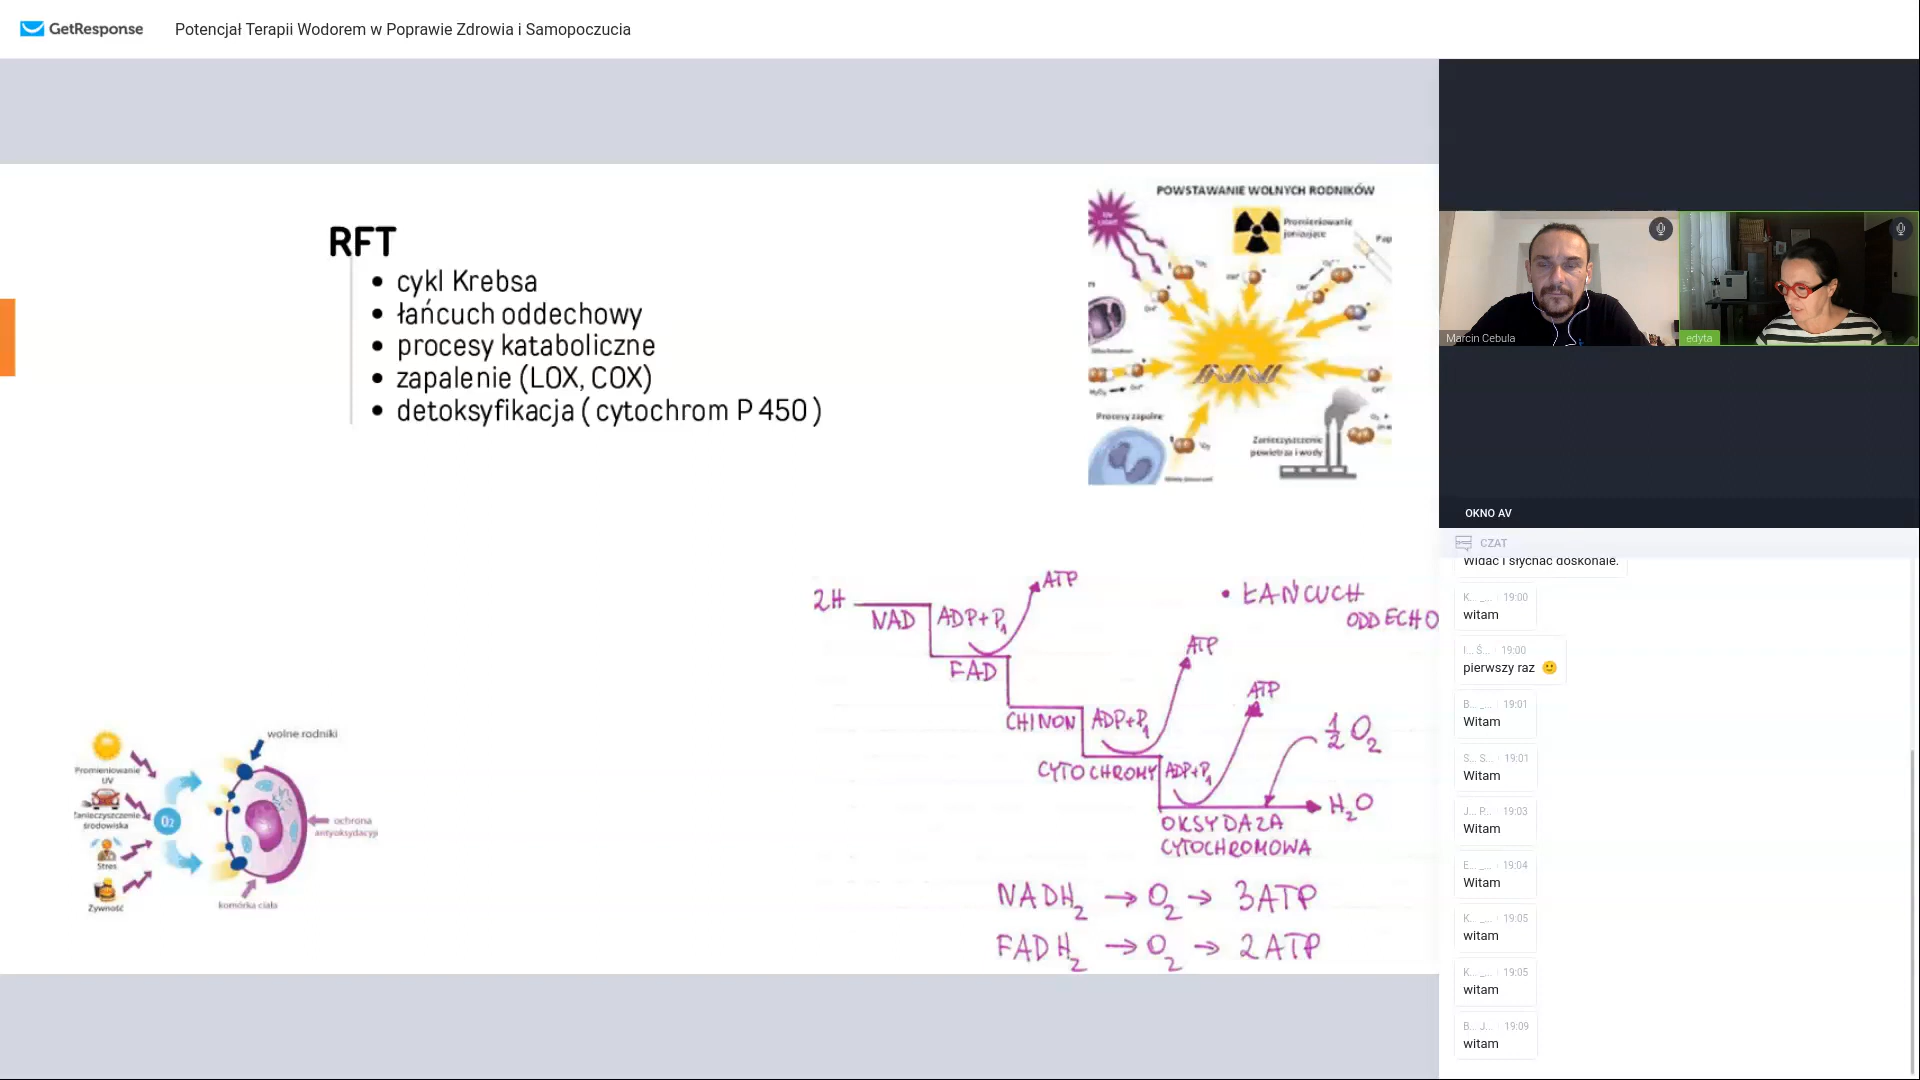 GetResponse
Potencjał Terapii Wodorem w Poprawie Zdrowia i Samopoczucia
RFT
cykl Krebsa
łańcuch oddechowy
procesy kataboliczne
zapalenie (LOX, COX)
detoksyfikacja ( cytochrom P 450 )
POWSTAWANIE WOLNYCH RODNIKÓW
UV
Promieniowanie
jonizujące
Procesy zapalne
Zanieczyszczenie
powietrza i wody
wolne rodniki
Promieniowanie
UV
Zanieczyszczenie
środowiska
O₂
Stres
Żywność
ochrona
antyoksydacyjna
komórka ciała
• ŁAŃCUCH
ODDECHO
2H
NAD
ADP+P₁
ATP
FAD
CHINON
ADP+P₁
ATP
CYTOCHROMY
ADP+P₁
ATP
½ O₂
H₂O
OKSYDAZA
CYTOCHROMOWA
NADH₂ → O₂ → 3ATP
FADH₂ → O₂ → 2ATP
Marcin Cebula
edyta
OKNO AV
CZAT
Widać i słychać doskonale.
K... _... 19:00
witam
I... Ś... 19:00
pierwszy raz 🙂
B... _... 19:01
Witam
S... S... 19:01
Witam
J... P... 19:03
Witam
E... _... 19:04
Witam
K... _... 19:05
witam
K... _... 19:05
witam
B... J... 19:09
witam